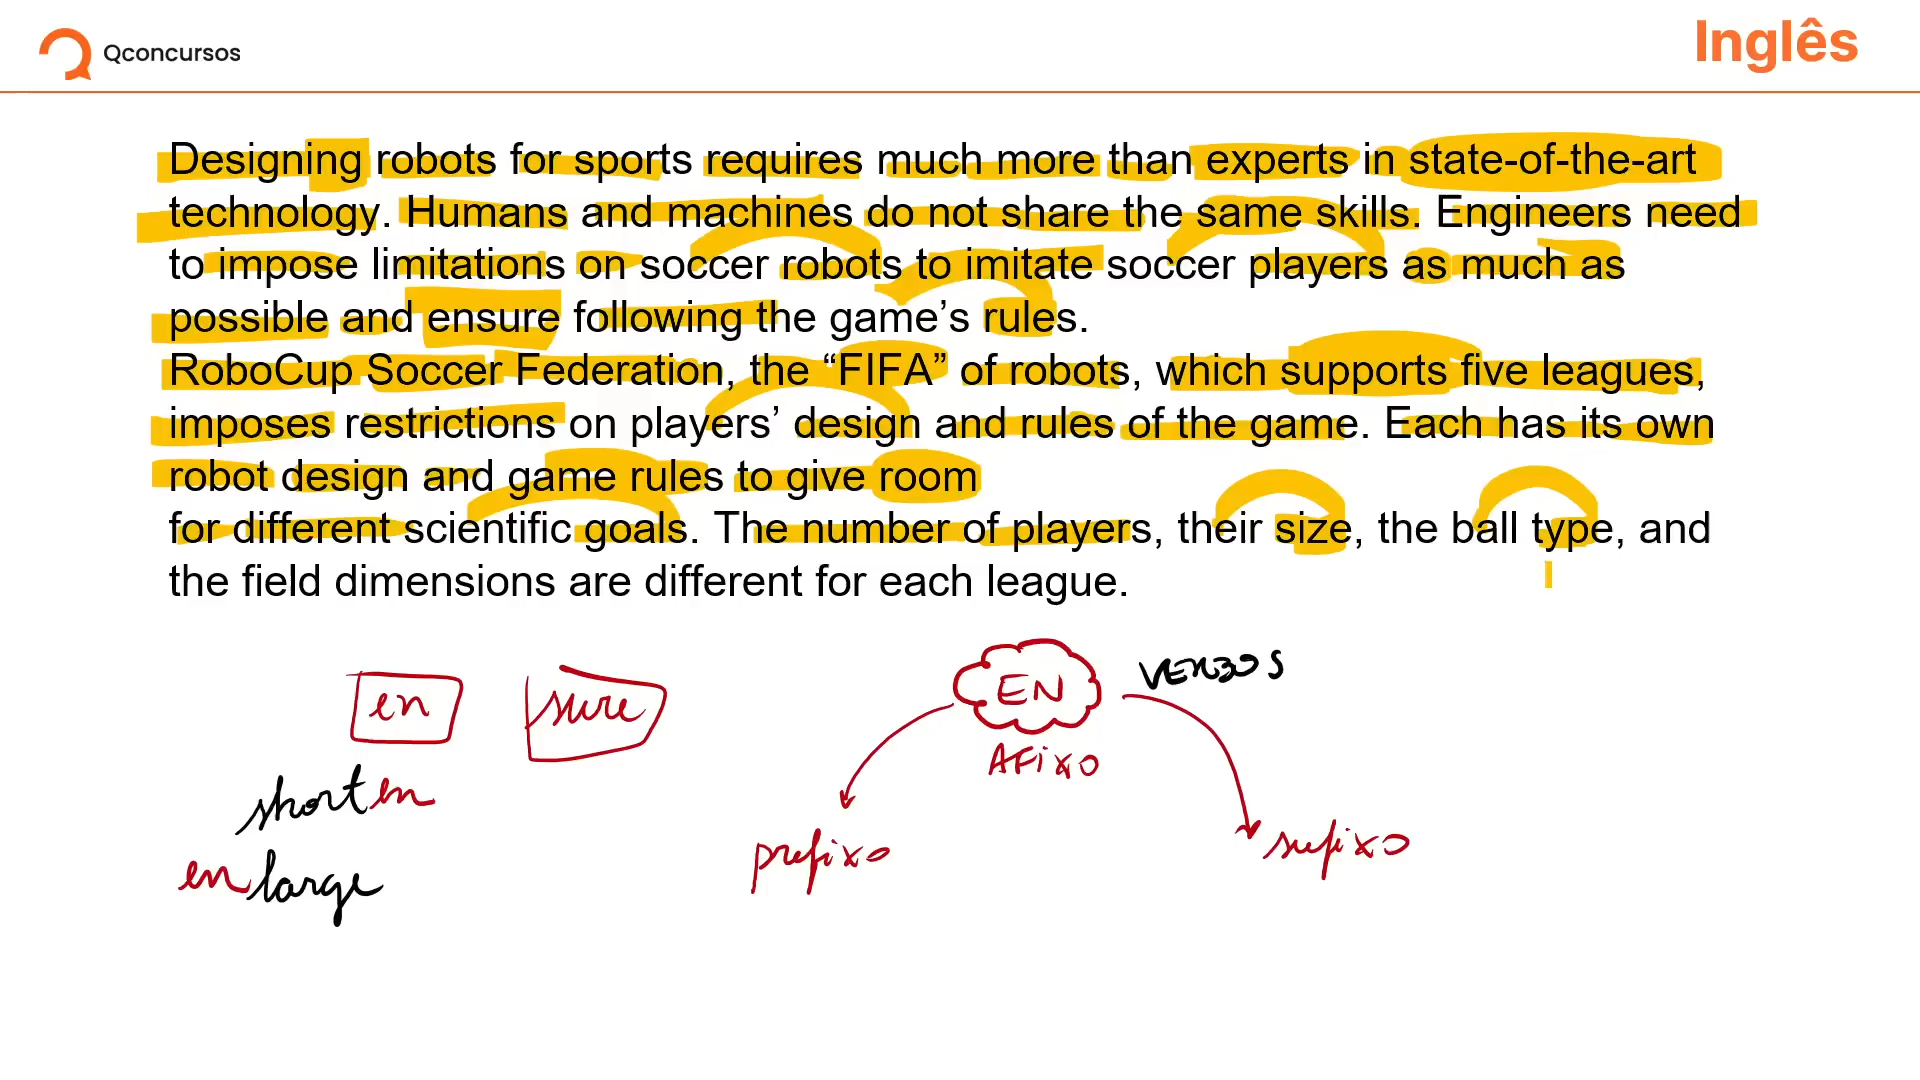 Qconcursos
Inglês
Designing robots for sports requires much more than experts in state-of-the-art
technology. Humans and machines do not share the same skills. Engineers need
to impose limitations on soccer robots to imitate soccer players as much as
possible and ensure following the game’s rules.
RoboCup Soccer Federation, the “FIFA” of robots, which supports five leagues,
imposes restrictions on players’ design and rules of the game. Each has its own
robot design and game rules to give room
for different scientific goals. The number of players, their size, the ball type, and
the field dimensions are different for each league.
en sure
EN VERBOS
AFixO
shorten
prefixo sufixo
enlarge